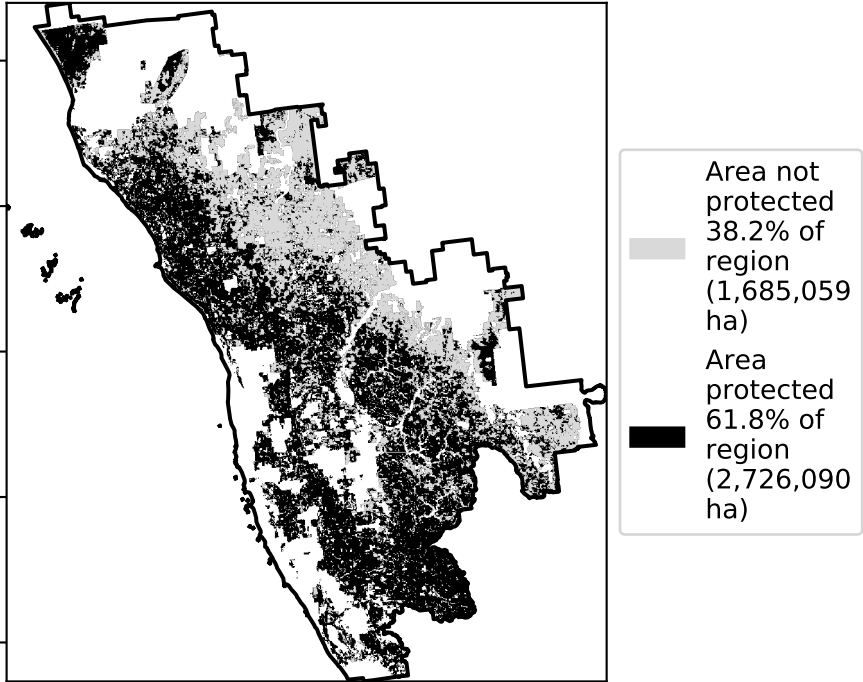 Area not
protected
38.2% of
region
(1,685,059
ha)
Area
protected
61.8% of
region
(2,726,090
ha)